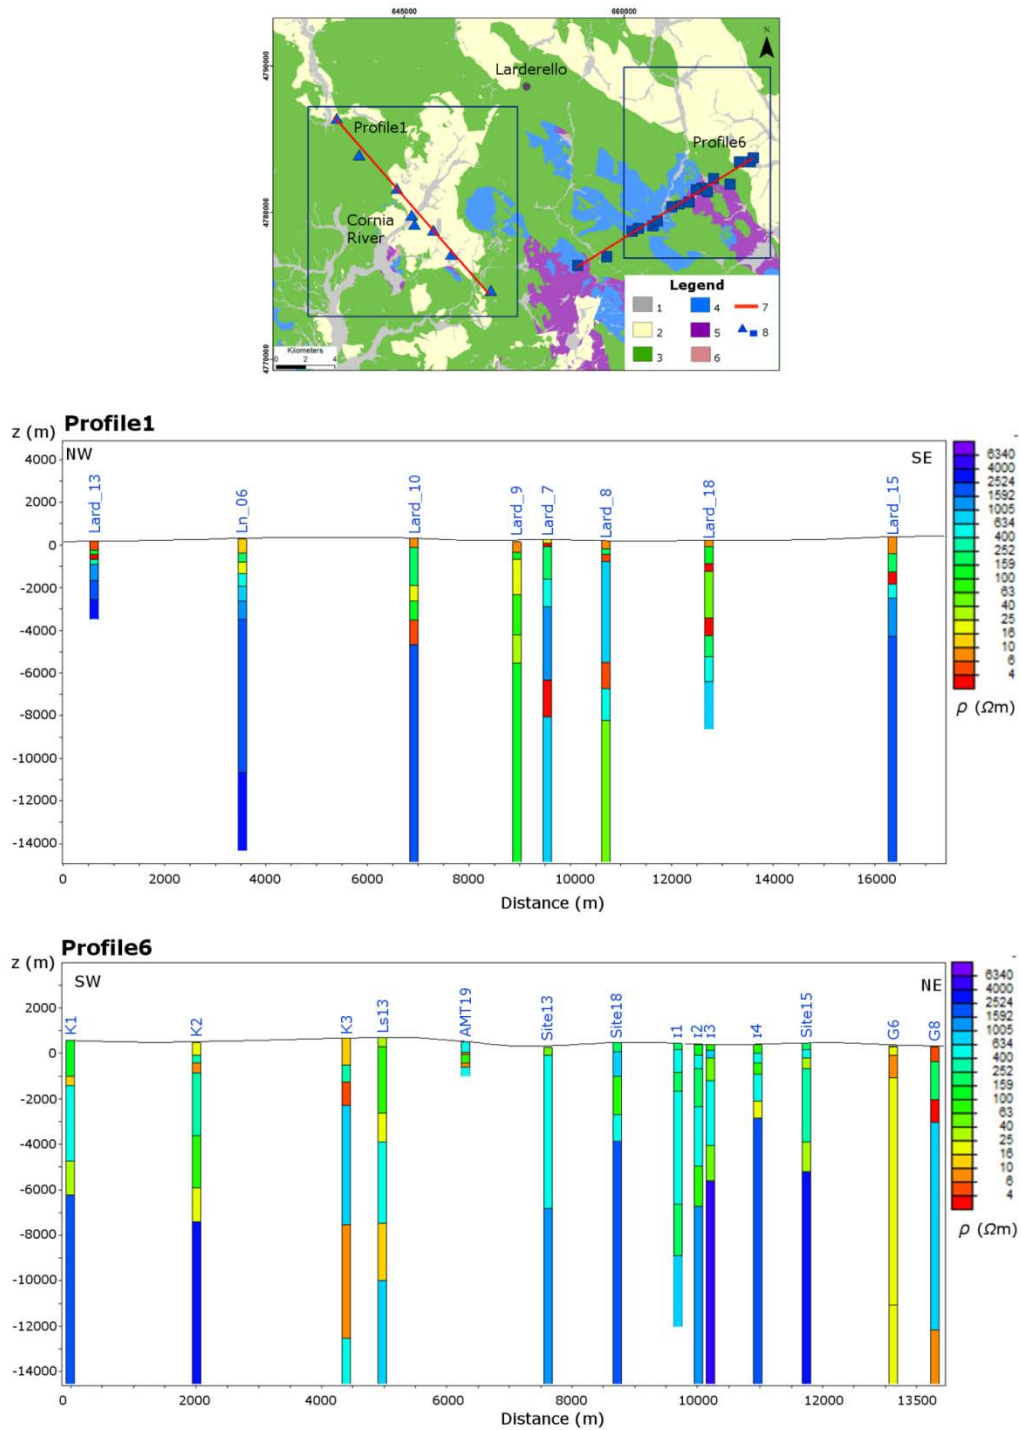 645000 660000
4790000
4780000
4770000
N
Larderello
Profile1
Profile6
Cornia
River
Kilometers
0 2 4
Legend
1 4 7
2 5 8
3 6
Profile1
z (m)
NW SE
Lard_13 Ln_06 Lard_10 Lard_9 Lard_7 Lard_8 Lard_18 Lard_15
4000
2000
0
-2000
-4000
-6000
-8000
-10000
-12000
-14000
0 2000 4000 6000 8000 10000 12000 14000 16000
Distance (m)
6340
4000
2524
1592
1005
634
400
252
159
100
63
40
25
16
10
6
4
ρ (Ωm)
Profile6
z (m)
SW NE
K1 K2 K3 Ls13 AMT19 Site13 Site18 r1 r2 r3 r4 Site15 G6 G8
2000
0
-2000
-4000
-6000
-8000
-10000
-12000
-14000
0 2000 4000 6000 8000 10000 12000 13500
Distance (m)
6340
4000
2524
1592
1005
634
400
252
159
100
63
40
25
16
10
6
4
ρ (Ωm)